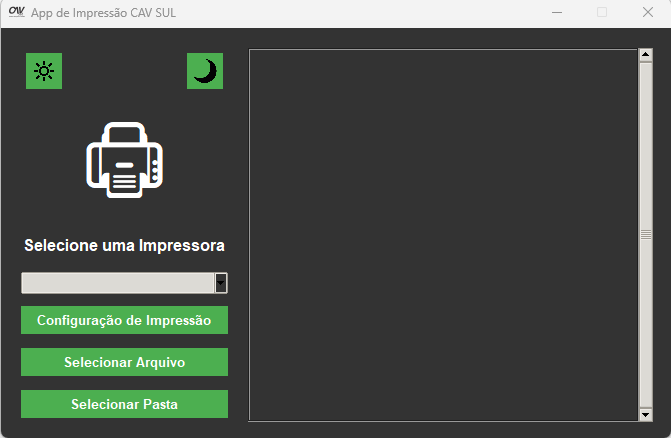 CAV App de Impressão CAV SUL
Selecione uma Impressora
Configuração de Impressão
Selecionar Arquivo
Selecionar Pasta